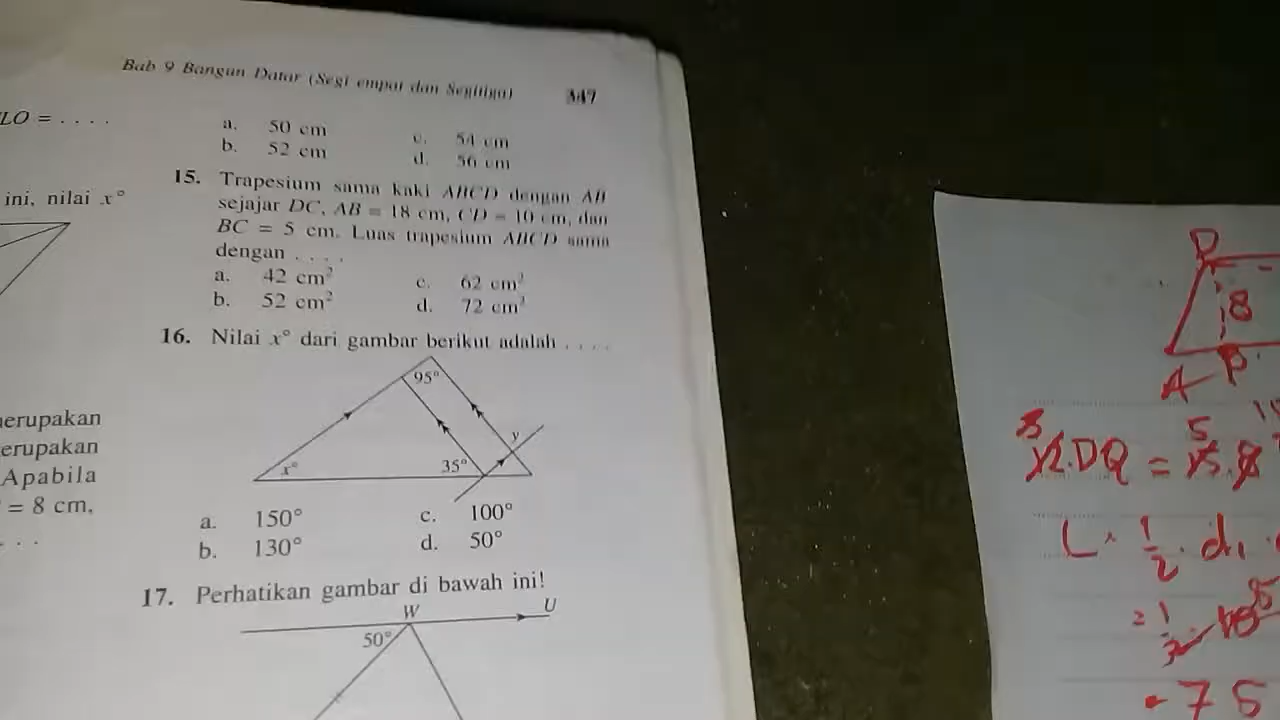 Bab 9 Bangun Datar (Segi empat dan Segitiga) 347
LO = . . . .
a. 50 cm c. 54 cm
b. 52 cm d. 56 cm
15. Trapesium sama kaki ABCD dengan AB
ini, nilai x°
sejajar DC, AB = 18 cm, CD = 10 cm, dan
BC = 5 cm. Luas trapesium ABCD sama
dengan . . . .
a. 42 cm² c. 62 cm²
b. 52 cm² d. 72 cm²
16. Nilai x° dari gambar berikut adalah . . . .
95°
y
x° 35°
erupakan
erupakan
Apabila
= 8 cm,
. . .
a. 150° c. 100°
b. 130° d. 50°
17. Perhatikan gambar di bawah ini!
W U
50°
D
8
A P
DQ =
L = 1/2 . d₁ .
= 1/2
= 75